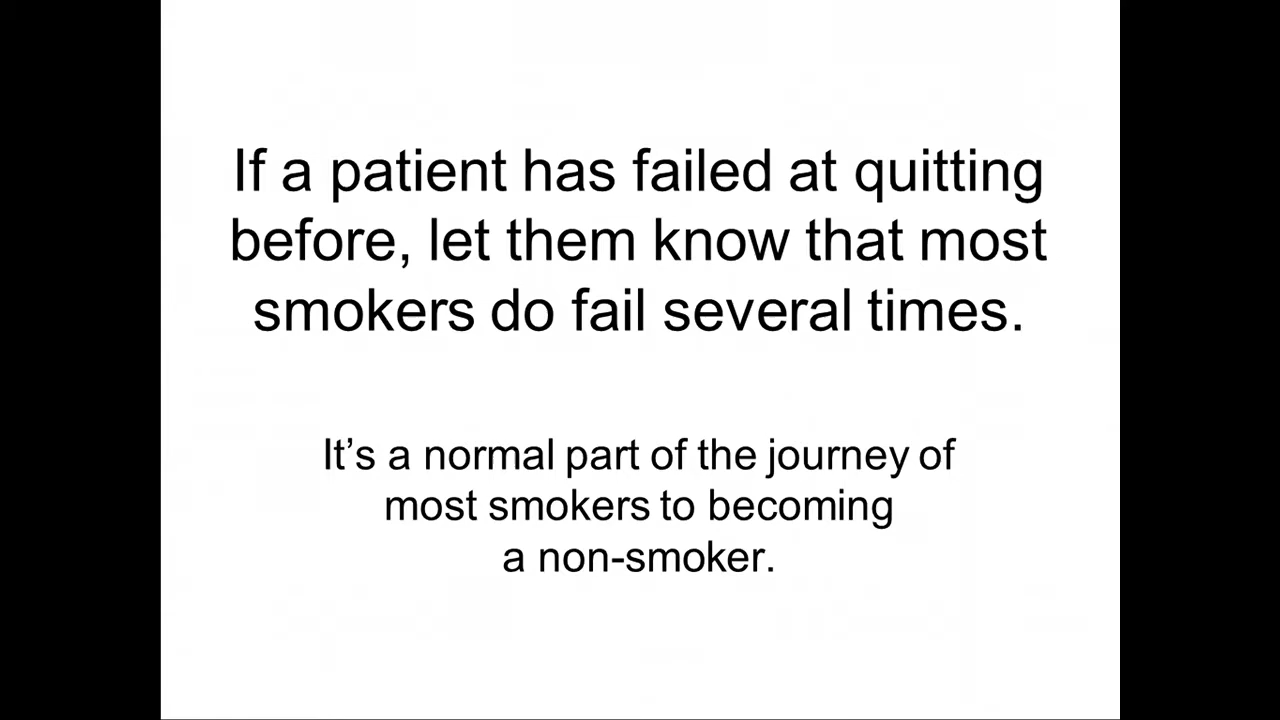 If a patient has failed at quitting
before, let them know that most
smokers do fail several times.
It’s a normal part of the journey of
most smokers to becoming
a non-smoker.